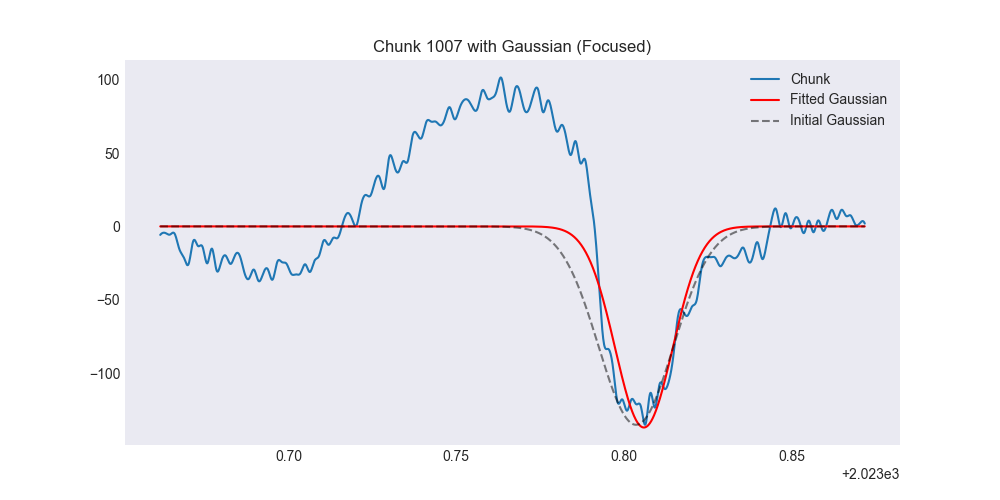 Chunk 1007 with Gaussian (Focused)
Chunk
Fitted Gaussian
Initial Gaussian
100
50
0
−50
−100
0.70 0.75 0.80 0.85
+2.023e3